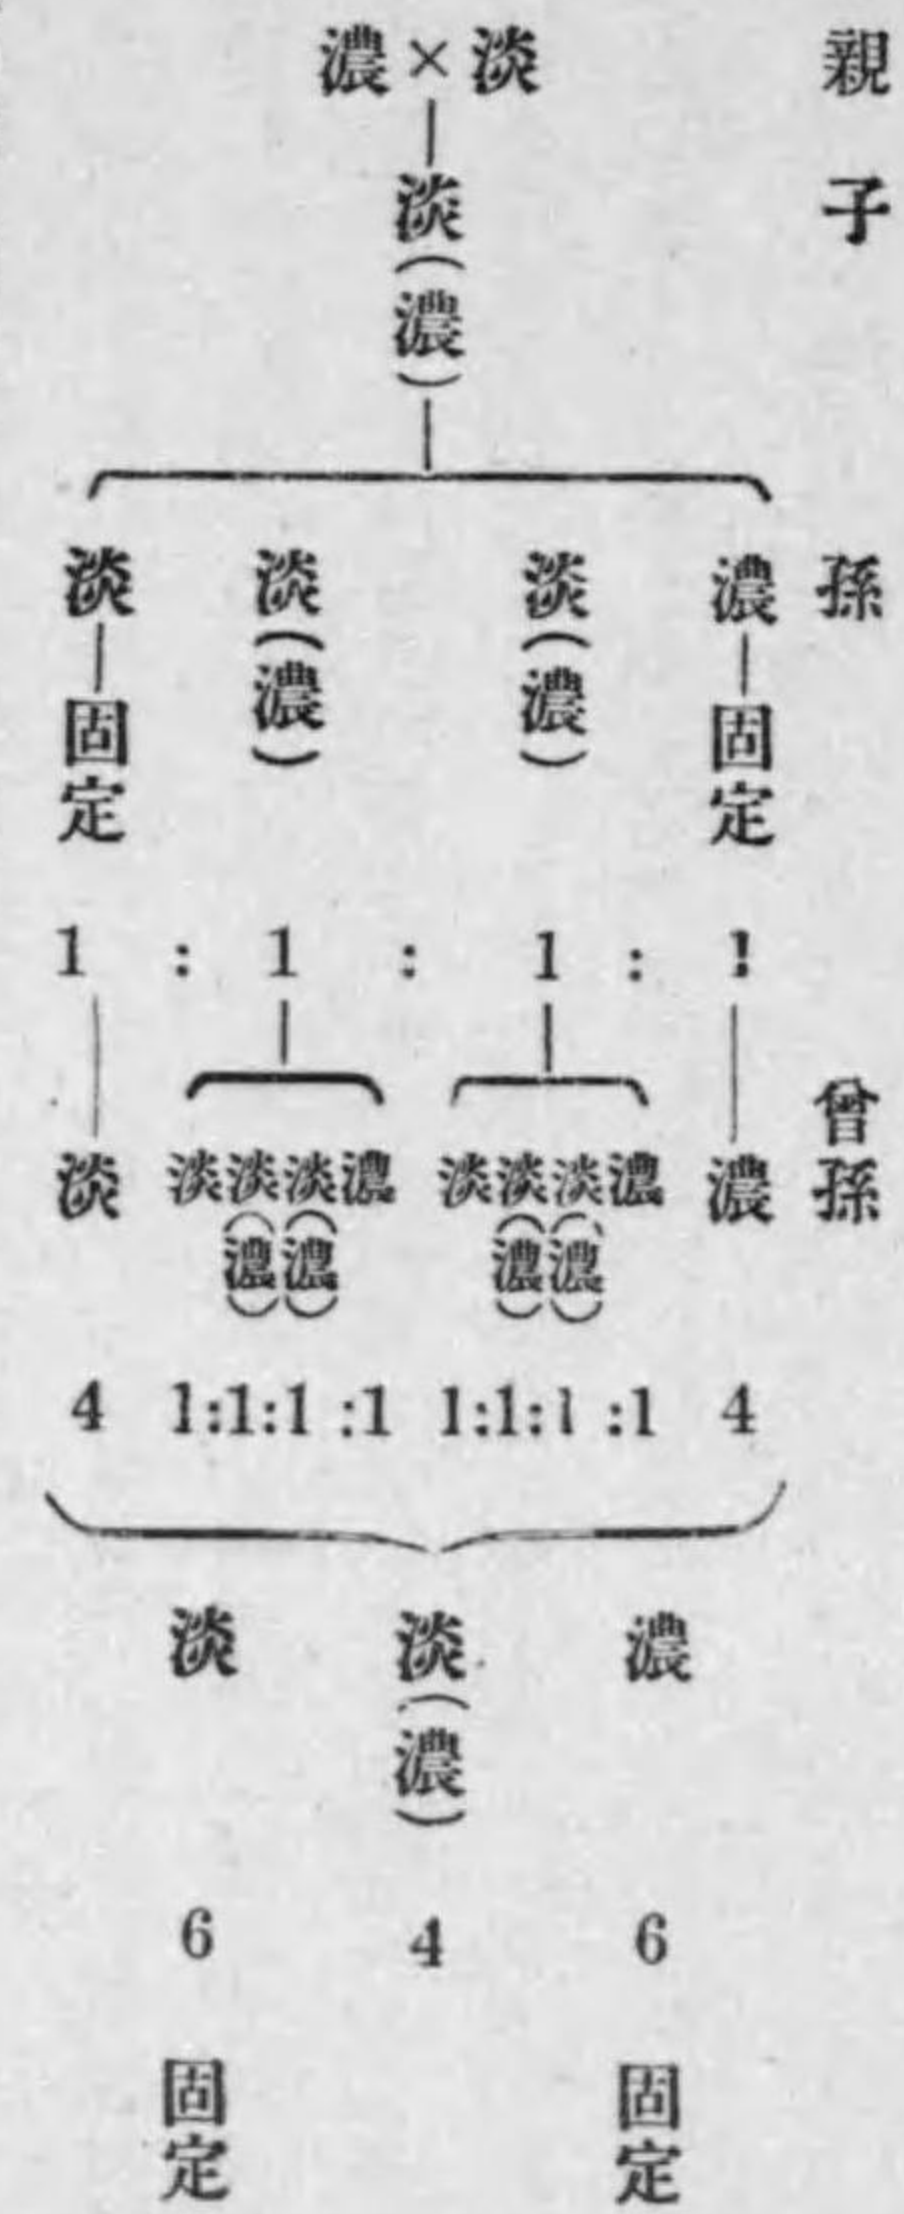 濃×淡 親
淡(濃) 子
淡―固定 淡(濃) 淡(濃) 濃―固定 孫
1 : 1 : 1 : 1
淡 淡 淡(濃) 淡(濃) 濃 淡 淡(濃) 淡(濃) 濃 濃 曾孫
4 1:1:1:1 1:1:1:1 4
淡 淡(濃) 濃
6 4 6
固定 固定